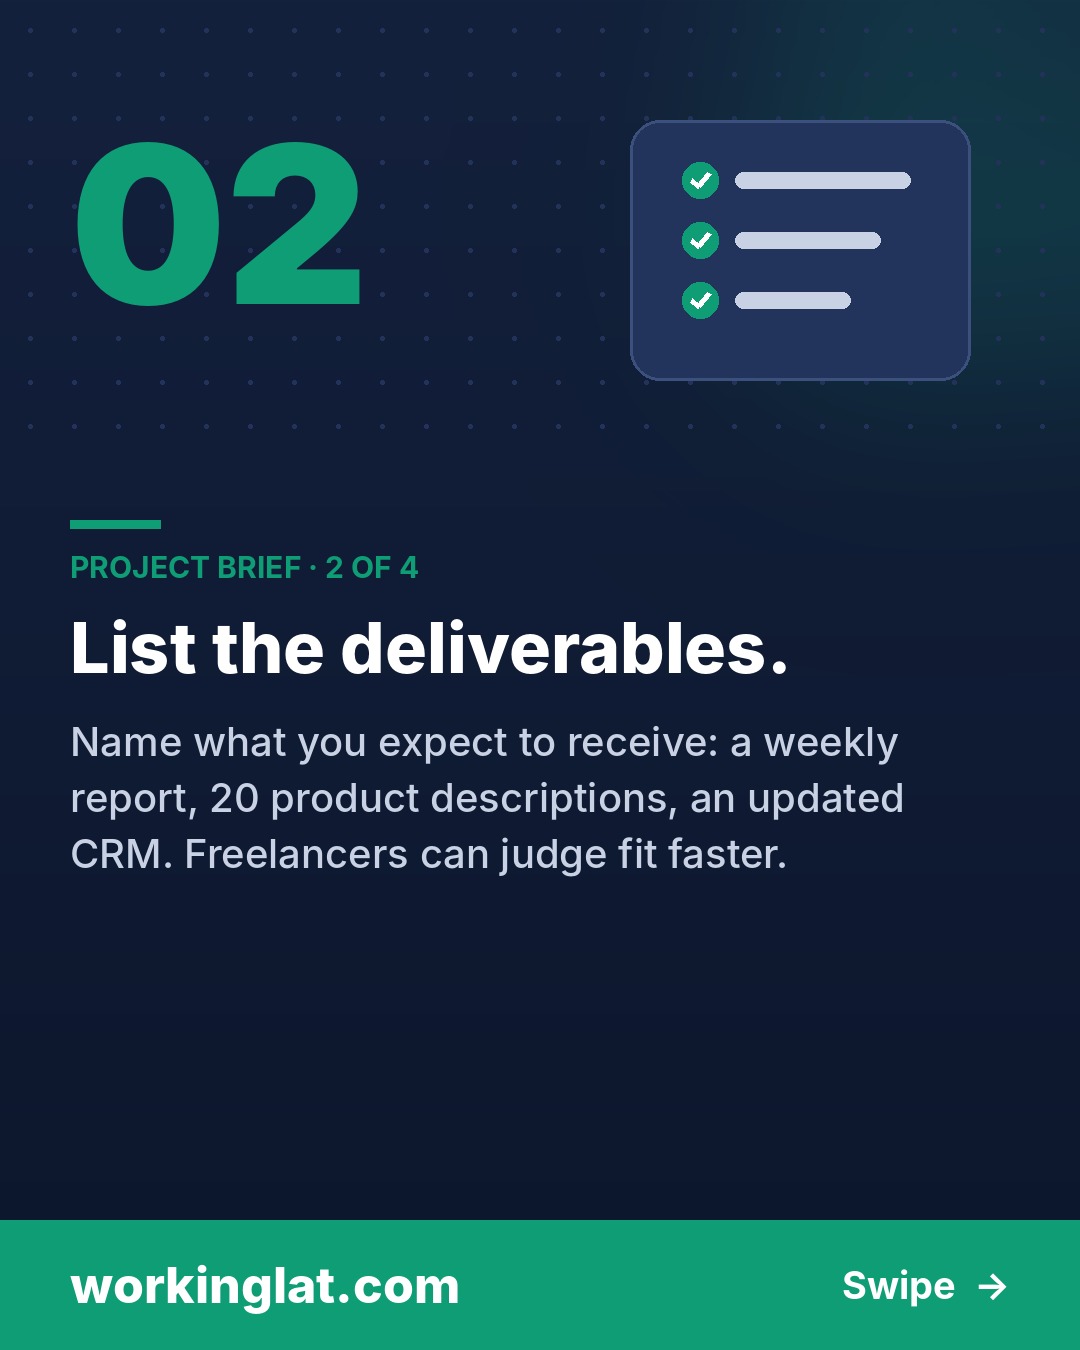 02
PROJECT BRIEF · 2 OF 4
List the deliverables.
Name what you expect to receive: a weekly
report, 20 product descriptions, an updated
CRM. Freelancers can judge fit faster.
workinglat.com
Swipe →